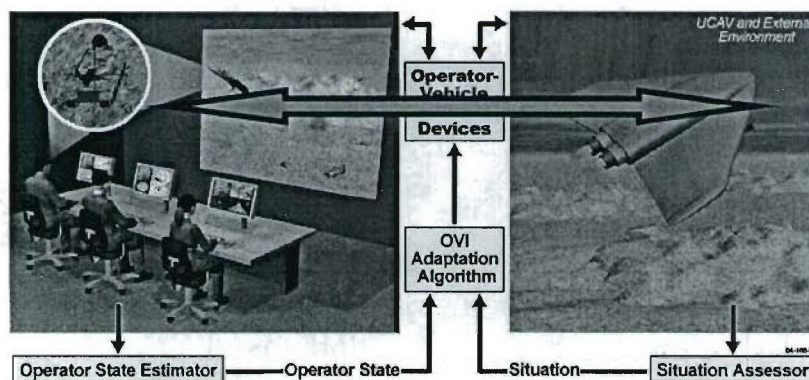 UCAV and External
Environment
Operator-
Vehicle
Devices
OVI
Adaptation
Algorithm
Operator State Estimator
Operator State
Situation
Situation Assessor